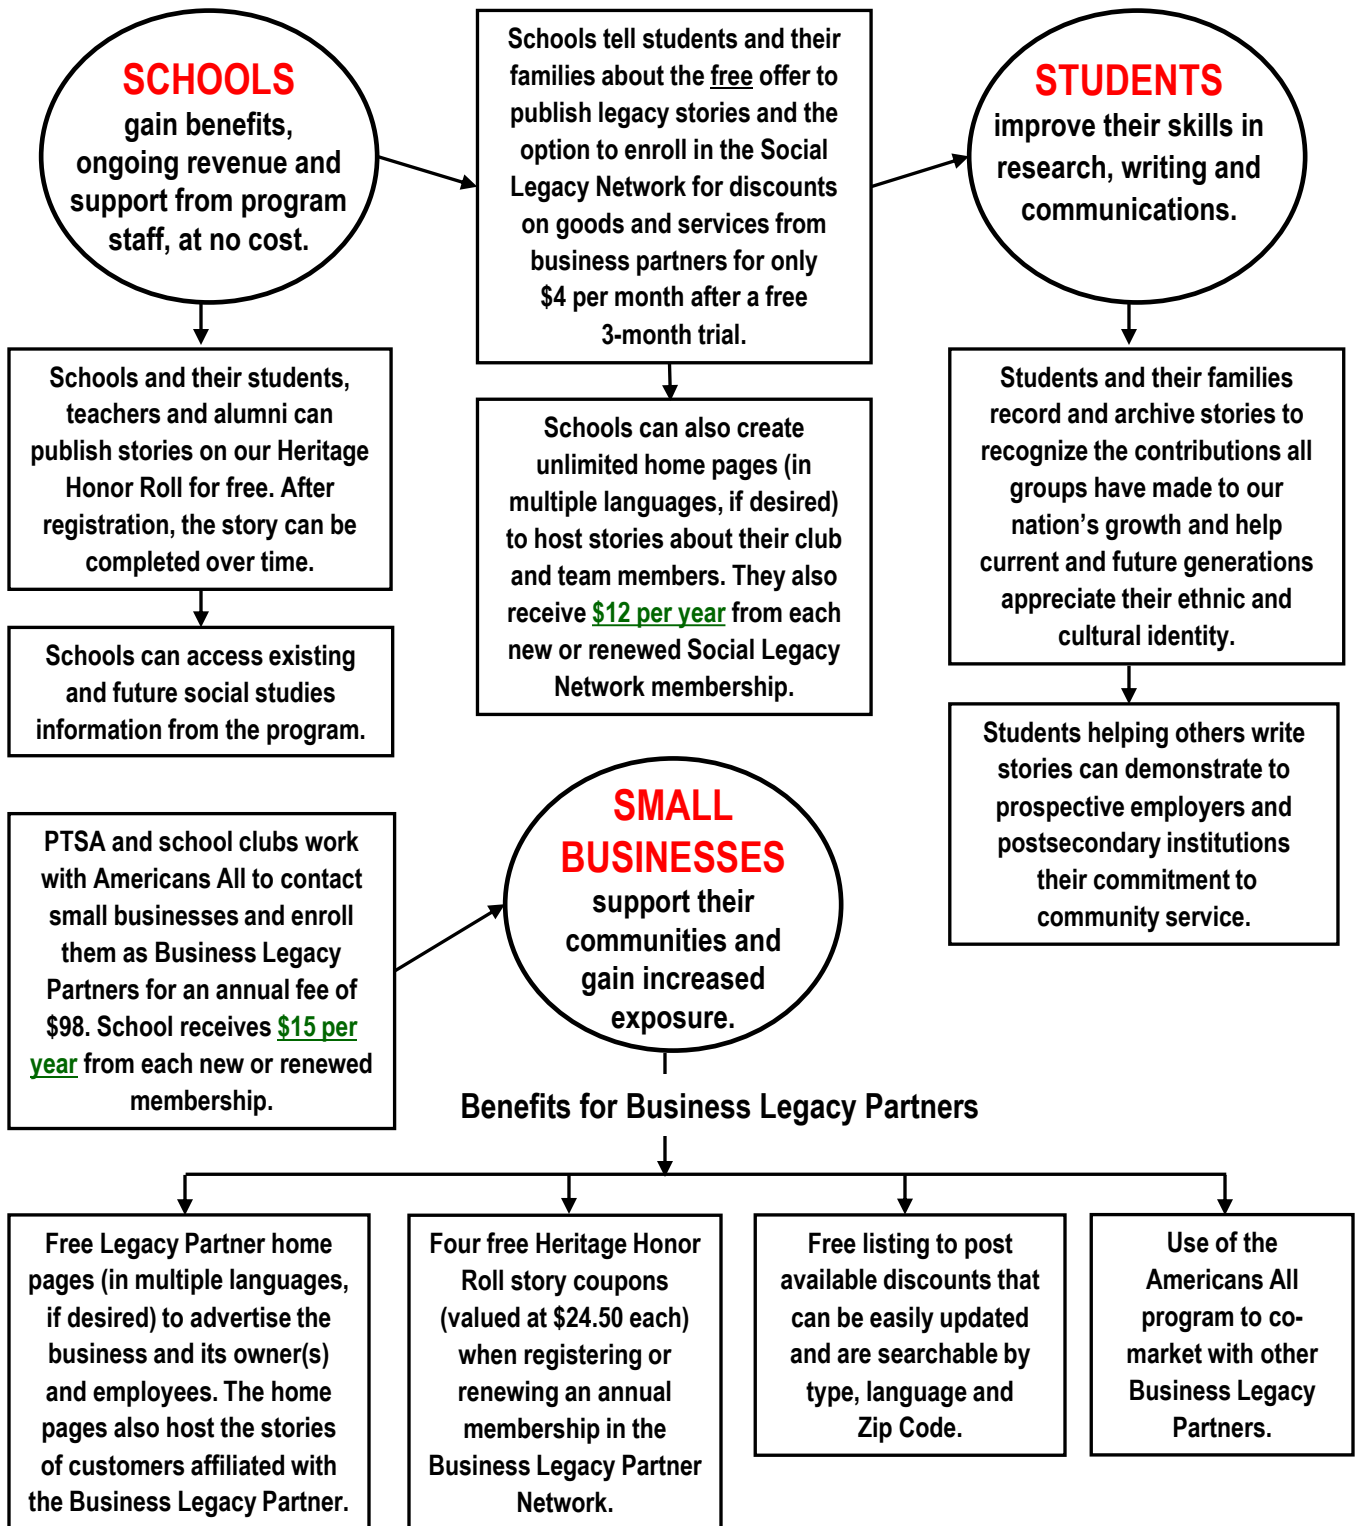 SCHOOLS
gain benefits,
ongoing revenue and
support from program
staff, at no cost.
Schools tell students and their
families about the free offer to
publish legacy stories and the
option to enroll in the Social
Legacy Network for discounts
on goods and services from
business partners for only
$4 per month after a free
3-month trial.
STUDENTS
improve their skills in
research, writing and
communications.
Schools and their students,
teachers and alumni can
publish stories on our Heritage
Honor Roll for free. After
registration, the story can be
completed over time.
Schools can also create
unlimited home pages (in
multiple languages, if desired)
to host stories about their club
and team members. They also
receive $12 per year from each
new or renewed Social Legacy
Network membership.
Students and their families
record and archive stories to
recognize the contributions all
groups have made to our
nation’s growth and help
current and future generations
appreciate their ethnic and
cultural identity.
Schools can access existing
and future social studies
information from the program.
Students helping others write
stories can demonstrate to
prospective employers and
postsecondary institutions
their commitment to
community service.
PTSA and school clubs work
with Americans All to contact
small businesses and enroll
them as Business Legacy
Partners for an annual fee of
$98. School receives $15 per
year from each new or renewed
membership.
SMALL
BUSINESSES
support their
communities and
gain increased
exposure.
Benefits for Business Legacy Partners
Free Legacy Partner home
pages (in multiple languages,
if desired) to advertise the
business and its owner(s)
and employees. The home
pages also host the stories
of customers affiliated with
the Business Legacy Partner.
Four free Heritage Honor
Roll story coupons
(valued at $24.50 each)
when registering or
renewing an annual
membership in the
Business Legacy Partner
Network.
Free listing to post
available discounts that
can be easily updated
and are searchable by
type, language and
Zip Code.
Use of the
Americans All
program to co-
market with other
Business Legacy
Partners.